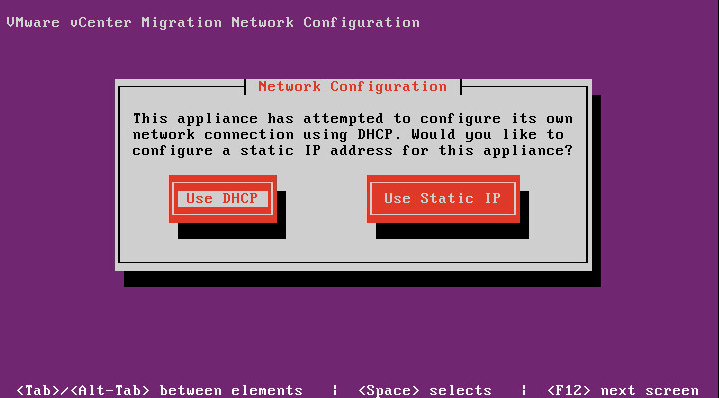 VMware vCenter Migration Network Configuration
Network Configuration
This appliance has attempted to configure its own
network connection using DHCP. Would you like to
configure a static IP address for this appliance?
Use DHCP Use Static IP
<Tab>/<Alt-Tab> between elements | <Space> selects | <F12> next screen